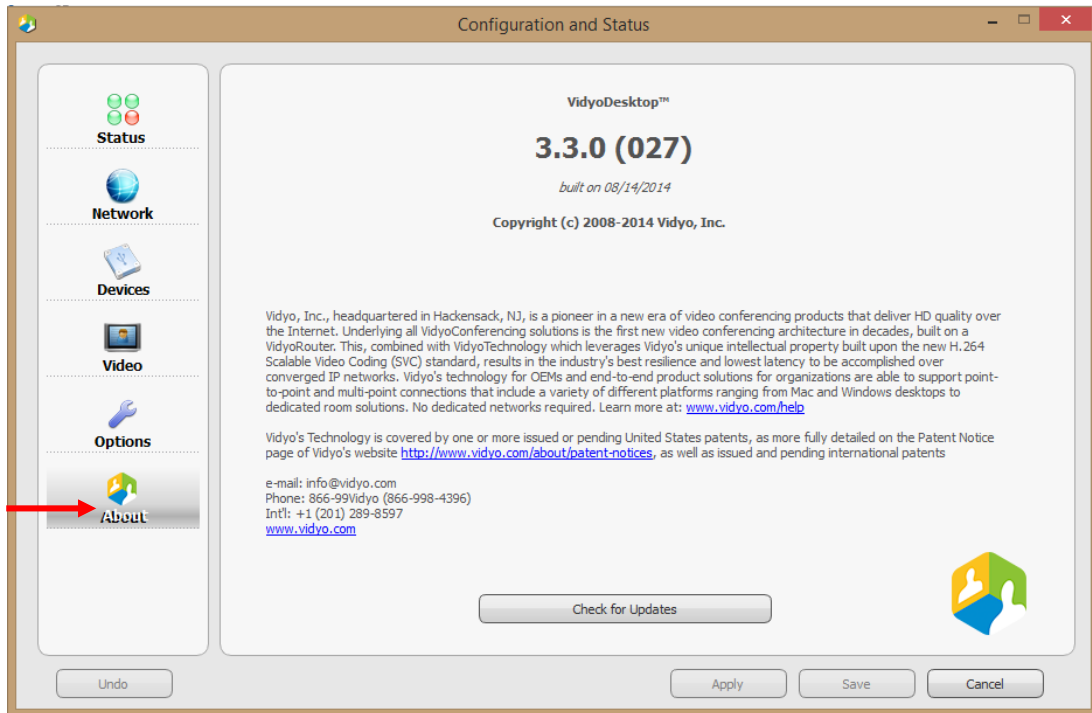 Configuration and Status
Status
Network
Devices
Video
Options
About
VidyoDesktop™
3.3.0 (027)
built on 08/14/2014
Copyright (c) 2008-2014 Vidyo, Inc.
Vidyo, Inc., headquartered in Hackensack, NJ, is a pioneer in a new era of video conferencing products that deliver HD quality over
the Internet. Underlying all VidyoConferencing solutions is the first new video conferencing architecture in decades, built on a
VidyoRouter. This, combined with VidyoTechnology which leverages Vidyo's unique intellectual property built upon the new H.264
Scalable Video Coding (SVC) standard, results in the industry's best resilience and lowest latency to be accomplished over
converged IP networks. Vidyo's technology for OEMs and end-to-end product solutions for organizations are able to support point-
to-point and multi-point connections that include a variety of different platforms ranging from Mac and Windows desktops to
dedicated room solutions. No dedicated networks required. Learn more at: www.vidyo.com/help
Vidyo's Technology is covered by one or more issued or pending United States patents, as more fully detailed on the Patent Notice
page of Vidyo's website http://www.vidyo.com/about/patent-notices, as well as issued and pending international patents
e-mail: info@vidyo.com
Phone: 866-99Vidyo (866-998-4396)
Int'l: +1 (201) 289-8597
www.vidyo.com
Check for Updates
Undo
Apply
Save
Cancel